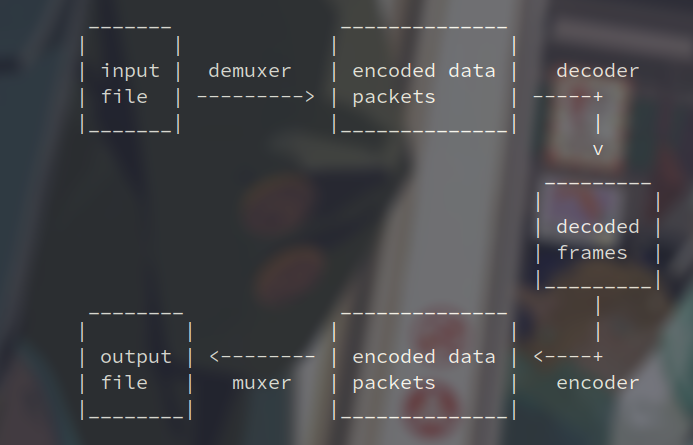 _______              ______________
|       |            |              |
| input |  demuxer   | encoded data |   decoder
| file  | ---------> | packets      | -----+
|_______|            |______________|      |
                                           v
                                       _________
                                      |         |
                                      | decoded |
                                      | frames  |
                                      |_________|
 ________             ______________       |
|        |           |              |      |
| output | <-------- | encoded data | <----+
| file   |   muxer   | packets      |   encoder
|________|           |______________|